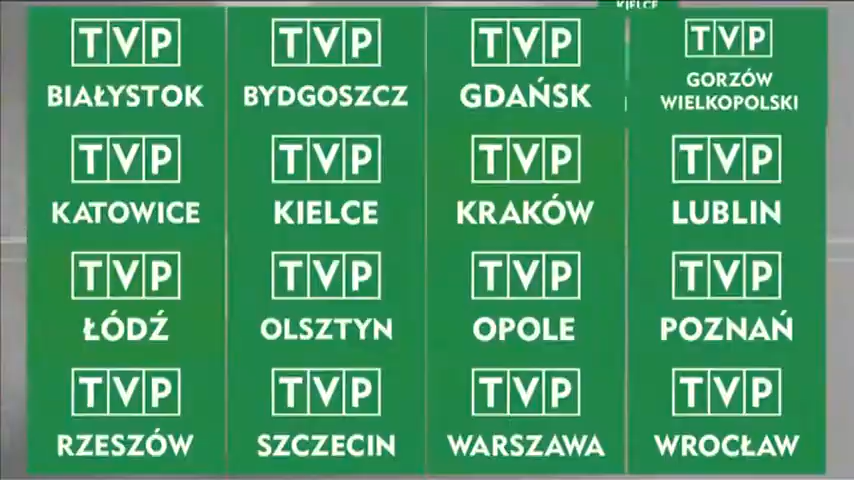 KIELCE
TVP TVP TVP TVP
BIAŁYSTOK BYDGOSZCZ GDAŃSK GORZÓW
WIELKOPOLSKI
TVP TVP TVP TVP
KATOWICE KIELCE KRAKÓW LUBLIN
TVP TVP TVP TVP
ŁÓDŹ OLSZTYN OPOLE POZNAŃ
TVP TVP TVP TVP
RZESZÓW SZCZECIN WARSZAWA WROCŁAW